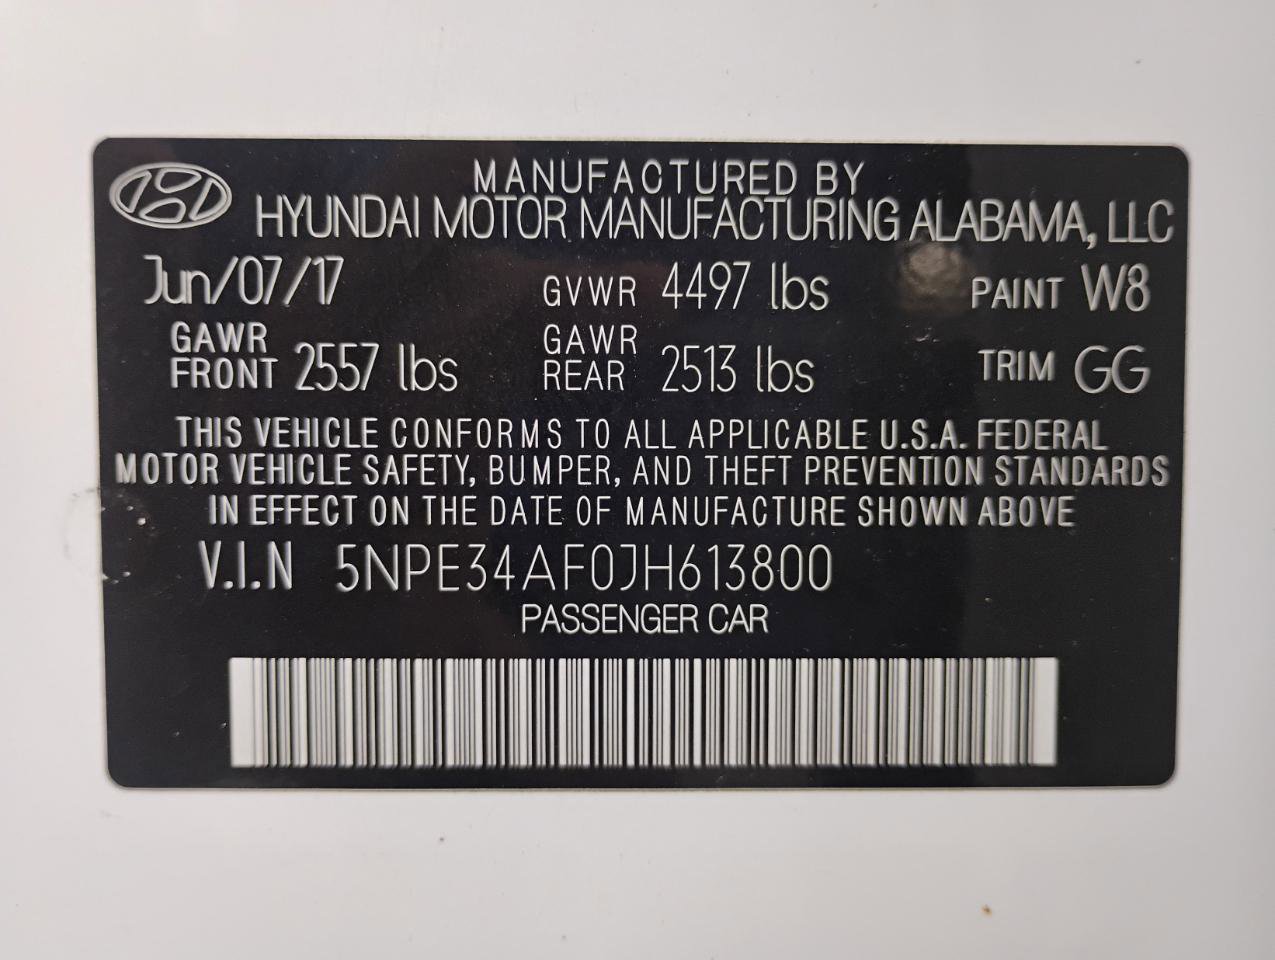 MANUFACTURED BY
HYUNDAI MOTOR MANUFACTURING ALABAMA, LLC
Jun/07/17 GVWR 4497 lbs PAINT W8
GAWR FRONT 2557 lbs GAWR REAR 2513 lbs TRIM GG
THIS VEHICLE CONFORMS TO ALL APPLICABLE U.S.A. FEDERAL
MOTOR VEHICLE SAFETY, BUMPER, AND THEFT PREVENTION STANDARDS
IN EFFECT ON THE DATE OF MANUFACTURE SHOWN ABOVE
V.I.N 5NPE34AF0JH613800
PASSENGER CAR